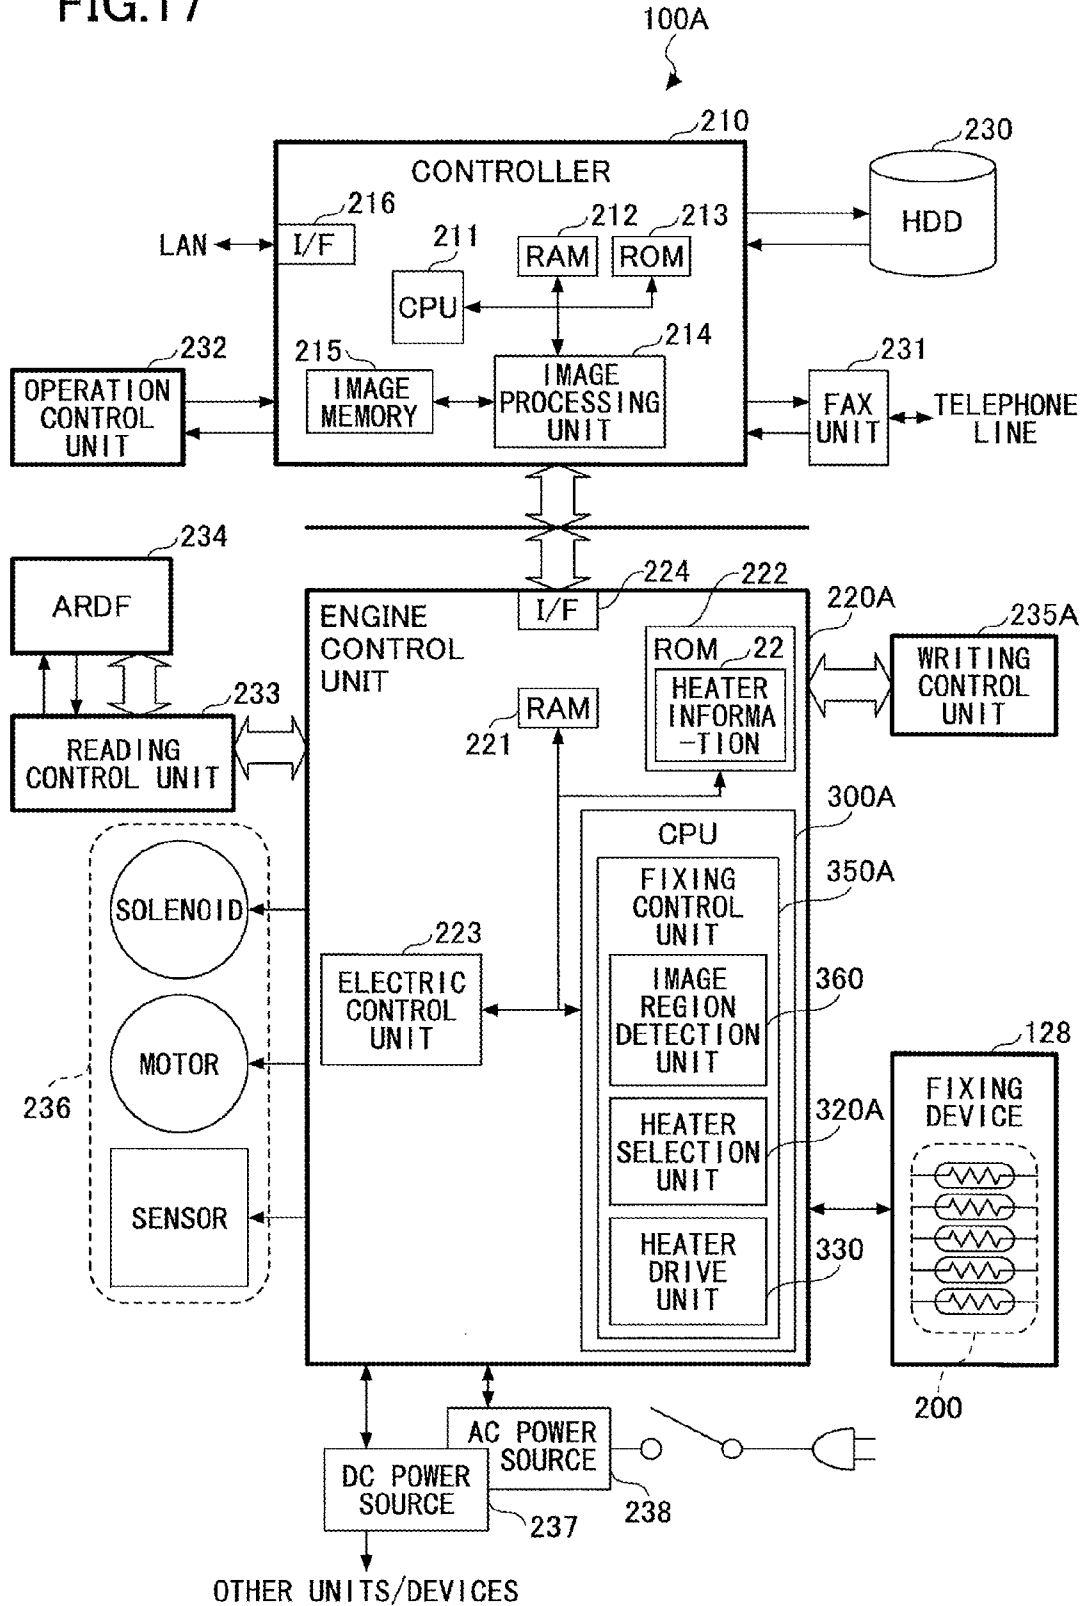 FIG.17
100A
210
230
CONTROLLER
HDD
216
212
213
LAN
I/F
211
RAM
ROM
CPU
232
215
214
231
OPERATION
CONTROL
UNIT
IMAGE
MEMORY
IMAGE
PROCESSING
UNIT
FAX
UNIT
TELEPHONE
LINE
234
224
222
220A
235A
ARDF
ENGINE
CONTROL
UNIT
I/F
ROM
22
HEATER
INFORMA
-TION
WRITING
CONTROL
UNIT
233
RAM
221
READING
CONTROL UNIT
300A
CPU
350A
SOLENOID
FIXING
CONTROL
UNIT
223
ELECTRIC
CONTROL
UNIT
IMAGE
REGION
DETECTION
UNIT
360
128
MOTOR
236
FIXING
DEVICE
320A
HEATER
SELECTION
UNIT
SENSOR
HEATER
DRIVE
UNIT
330
200
AC POWER
SOURCE
DC POWER
SOURCE
238
237
OTHER UNITS/DEVICES